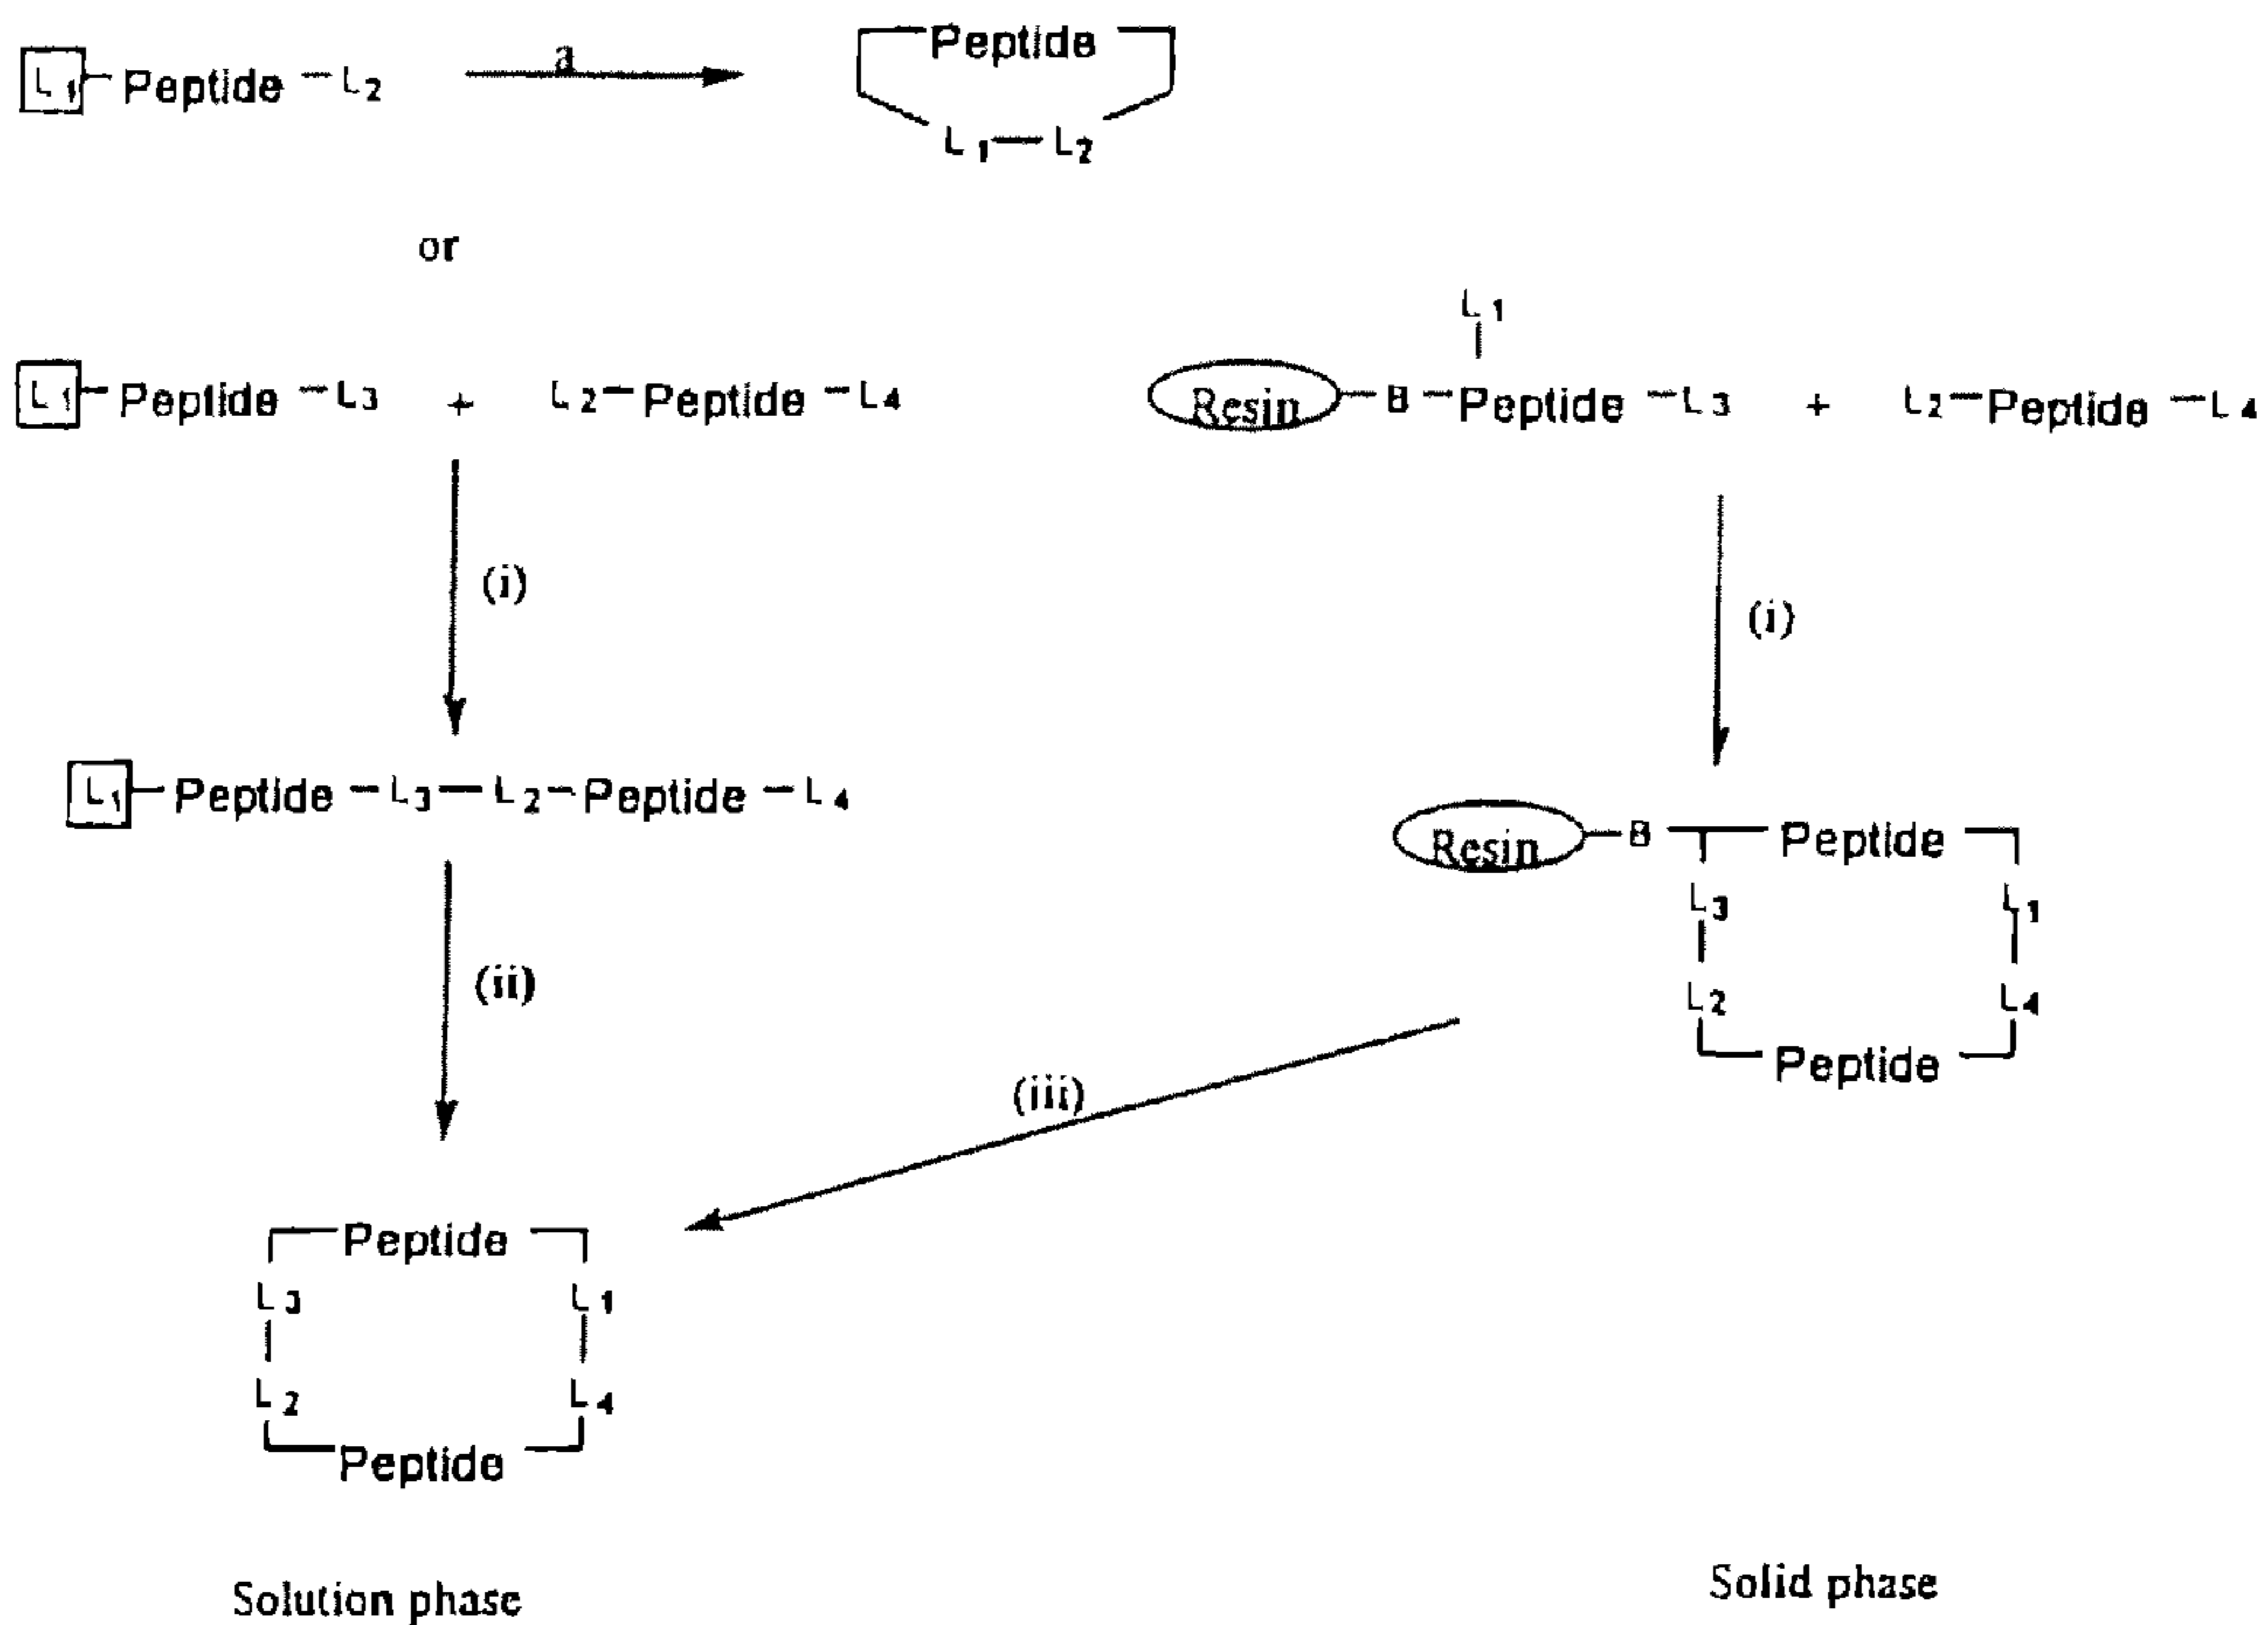 L1 - Peptide - L2 a Peptide
L1 - L2
or
L1
L1 - Peptide - L3 + L2 - Peptide - L4 Resin - B - Peptide - L3 + L2 - Peptide - L4
(i) (i)
L1 - Peptide - L3 - L2 - Peptide - L4
Resin - B - Peptide
L3 L1
(ii)
L2 L4
Peptide
(iii)
Peptide
L3 L1
L2 L4
Peptide
Solution phase Solid phase